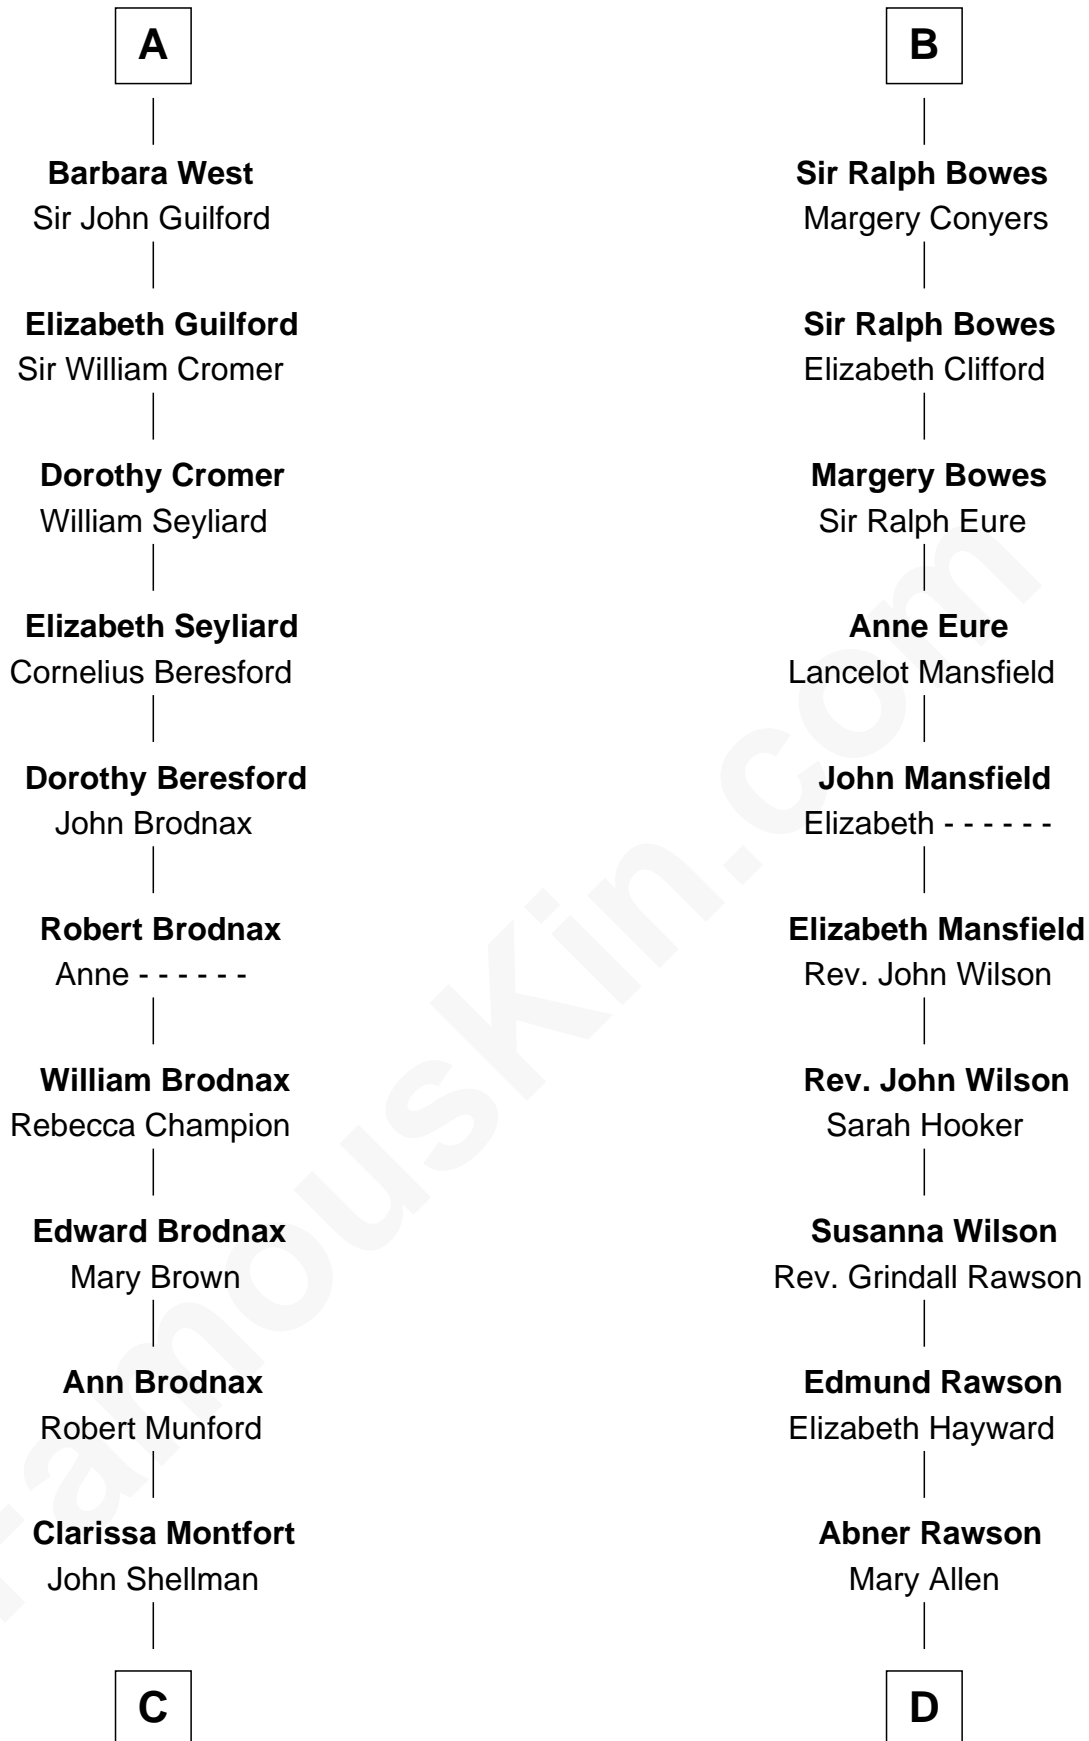 A
Barbara West
Sir John Guilford
Elizabeth Guilford
Sir William Cromer
Dorothy Cromer
William Seyliard
Elizabeth Seyliard
Cornelius Beresford
Dorothy Beresford
John Brodnax
Robert Brodnax
Anne - - - - - -
William Brodnax
Rebecca Champion
Edward Brodnax
Mary Brown
Ann Brodnax
Robert Munford
Clarissa Montfort
John Shellman
C
B
Sir Ralph Bowes
Margery Conyers
Sir Ralph Bowes
Elizabeth Clifford
Margery Bowes
Sir Ralph Eure
Anne Eure
Lancelot Mansfield
John Mansfield
Elizabeth - - - - - -
Elizabeth Mansfield
Rev. John Wilson
Rev. John Wilson
Sarah Hooker
Susanna Wilson
Rev. Grindall Rawson
Edmund Rawson
Elizabeth Hayward
Abner Rawson
Mary Allen
D
FamousKin.com